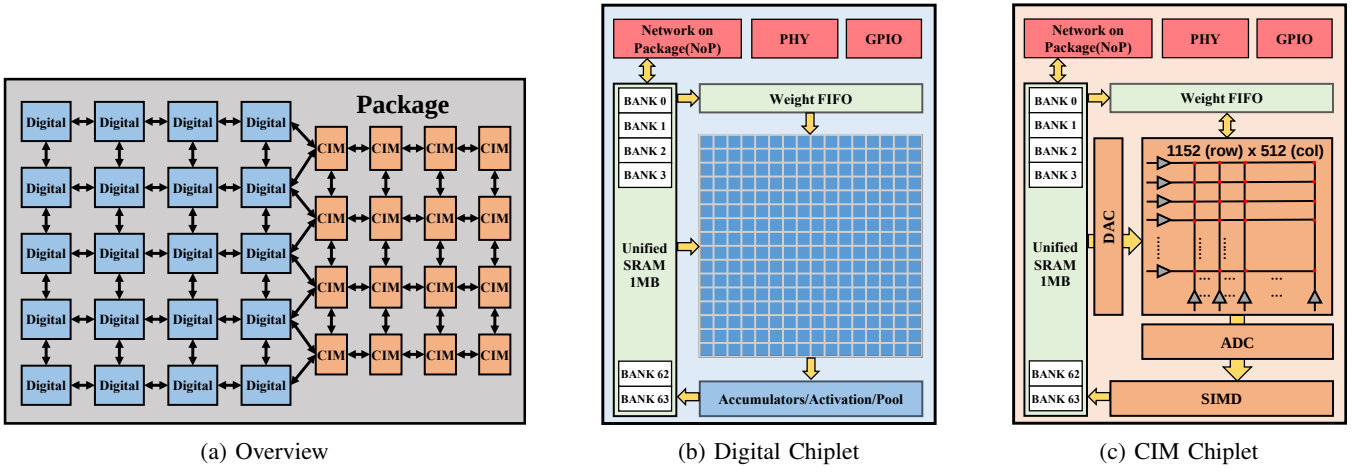 Package
Digital Digital Digital Digital
CIM CIM CIM CIM
Digital Digital Digital Digital
CIM CIM CIM CIM
Digital Digital Digital Digital
CIM CIM CIM CIM
Digital Digital Digital Digital
CIM CIM CIM CIM
Digital Digital Digital Digital
(a) Overview
Network on
Package(NoP)
PHY
GPIO
BANK 0
BANK 1
BANK 2
BANK 3
Unified
SRAM
1MB
BANK 62
BANK 63
Weight FIFO
Accumulators/Activation/Pool
(b) Digital Chiplet
Network on
Package(NoP)
PHY
GPIO
BANK 0
BANK 1
BANK 2
BANK 3
Unified
SRAM
1MB
BANK 62
BANK 63
Weight FIFO
DAC
1152 (row) x 512 (col)
ADC
SIMD
(c) CIM Chiplet